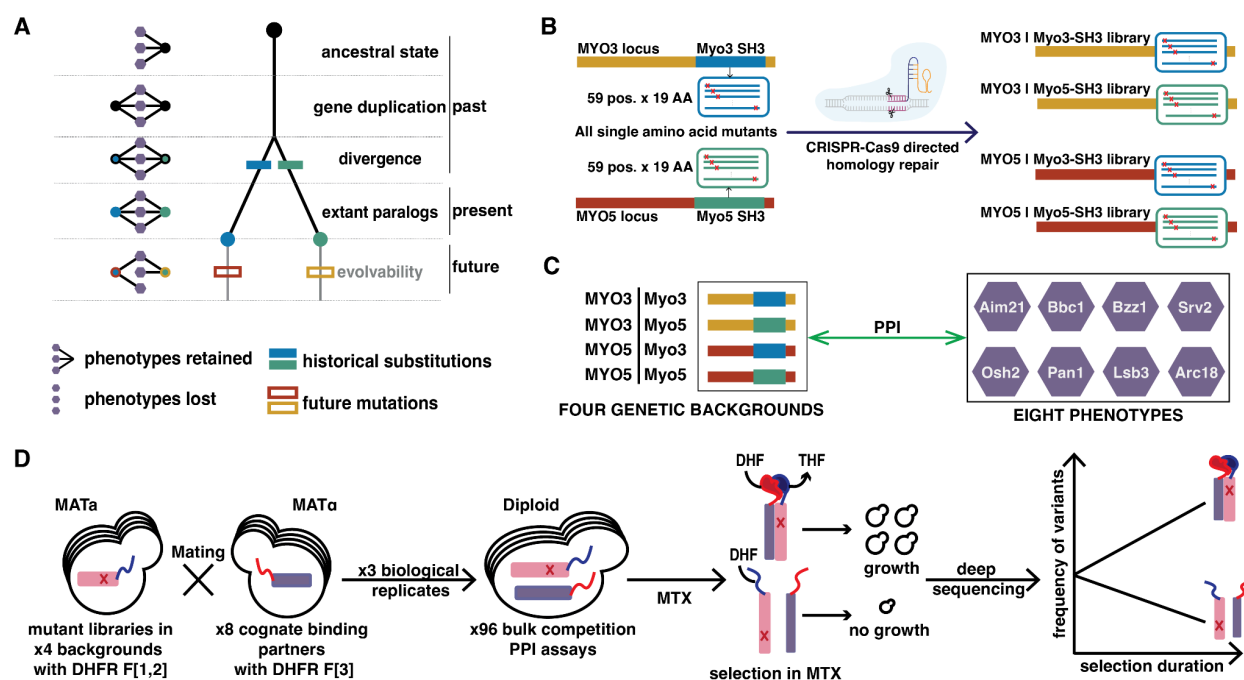 A
ancestral state
gene duplication
past
divergence
extant paralogs
present
evolvability
future
phenotypes retained
phenotypes lost
historical substitutions
future mutations
B
MYO3 locus
Myo3 SH3
59 pos. x 19 AA
All single amino acid mutants
59 pos. x 19 AA
MYO5 locus
Myo5 SH3
CRISPR-Cas9 directed
homology repair
MYO3 I Myo3-SH3 library
MYO3 I Myo5-SH3 library
MYO5 I Myo3-SH3 library
MYO5 I Myo5-SH3 library
C
MYO3 Myo3
MYO3 Myo5
MYO5 Myo3
MYO5 Myo5
FOUR GENETIC BACKGROUNDS
PPI
Aim21 Bbc1 Bzz1 Srv2
Osh2 Pan1 Lsb3 Arc18
EIGHT PHENOTYPES
D
MATa
x
mutant libraries in
x4 backgrounds
with DHFR F[1,2]
Mating
MATɑ
x8 cognate binding
partners
with DHFR F[3]
x3 biological
replicates
Diploid
x
x96 bulk competition
PPI assays
MTX
DHF
THF
x
growth
DHF
x
no growth
selection in MTX
deep
sequencing
frequency of variants
x
x
selection duration